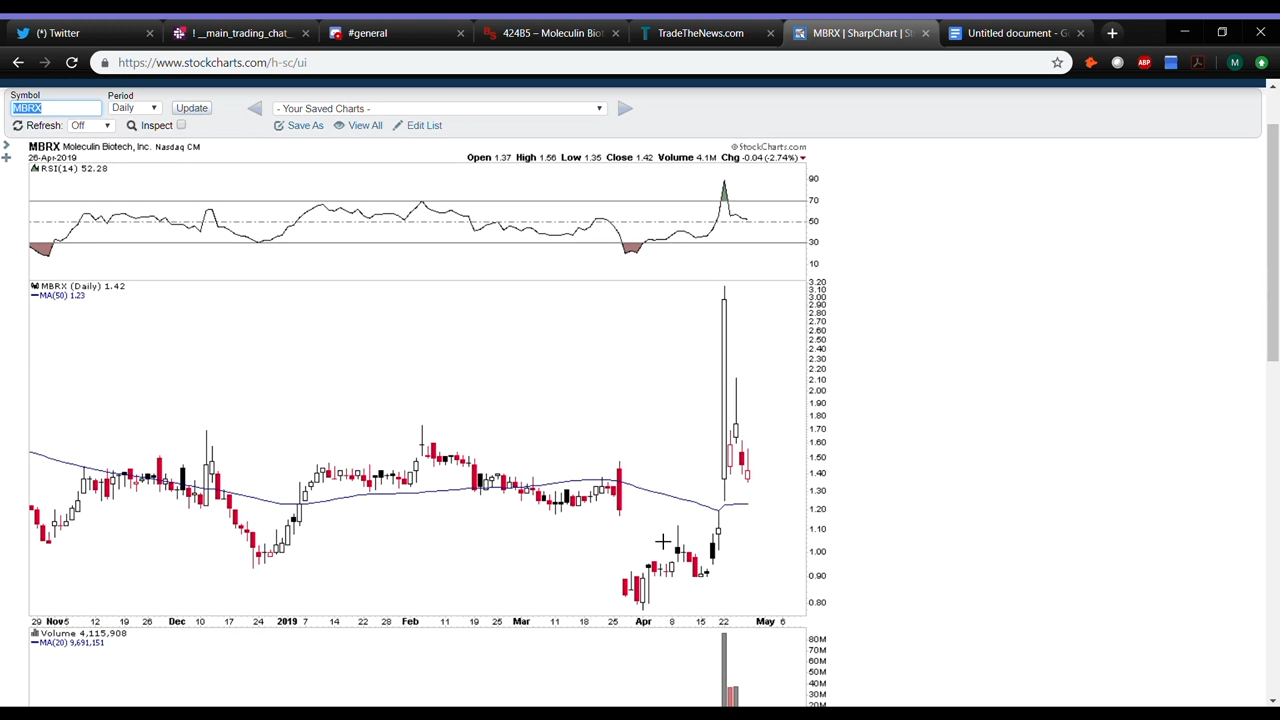 (*) Twitter
! __main_trading_chat_
#general
424B5 – Moleculin Biot
TradeTheNews.com
MBRX | SharpChart | St
Untitled document - Go
https://www.stockcharts.com/h-sc/ui
ABP
M
Symbol
Period
MBRX
Daily
Update
- Your Saved Charts -
Refresh:
Off
Inspect
Save As
View All
Edit List
MBRX Moleculin Biotech, Inc. Nasdaq CM
© StockCharts.com
26-Apr-2019
Open 1.37 High 1.56 Low 1.35 Close 1.42 Volume 4.1M Chg -0.04 (-2.74%)
RSI(14) 52.28
90
70
50
30
10
MBRX (Daily) 1.42
MA(50) 1.23
3.20
3.10
3.00
2.90
2.80
2.70
2.60
2.50
2.40
2.30
2.20
2.10
2.00
1.90
1.80
1.70
1.60
1.50
1.40
1.30
1.20
1.10
1.00
0.90
0.80
29 Nov5 12 19 26 Dec 10 17 24 2019 7 14 22 28 Feb 11 19 25 Mar 11 18 25 Apr 8 15 22 May 6
Volume 4,115,908
MA(20) 9,691,151
80M
70M
60M
50M
40M
30M
20M